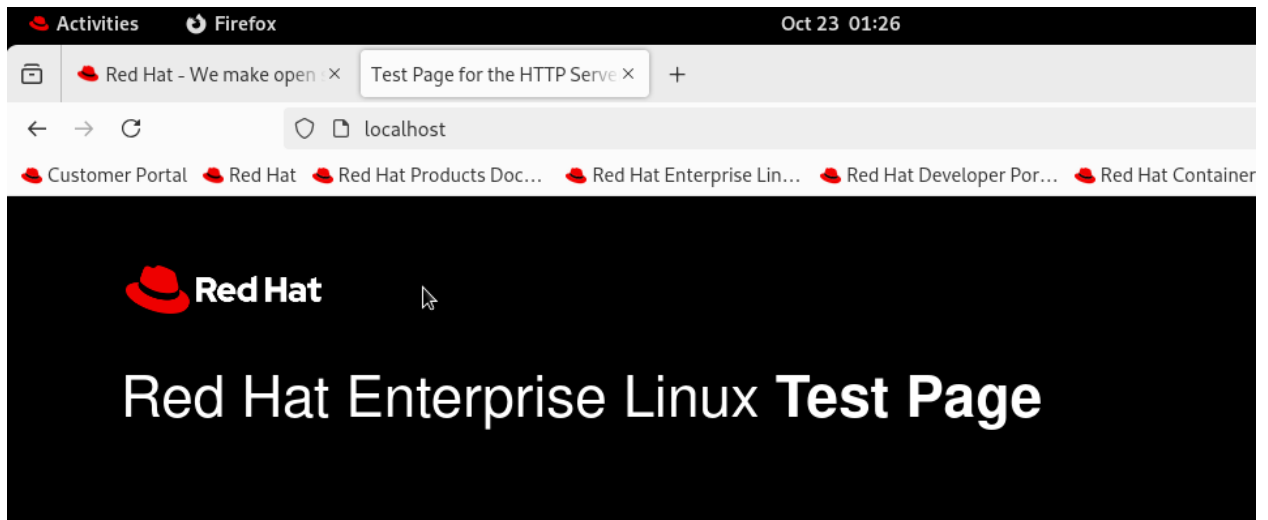 Activities Firefox Oct 23 01:26
Red Hat - We make open Test Page for the HTTP Serve
localhost
Customer Portal Red Hat Red Hat Products Doc... Red Hat Enterprise Lin... Red Hat Developer Por... Red Hat Container
Red Hat
Red Hat Enterprise Linux Test Page